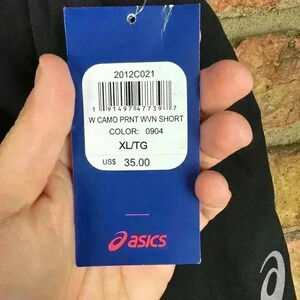 2012C021
1 91497 47739 7
W CAMO PRNT WVN SHORT
COLOR: 0904
XL/TG
US$ 35.00
asics